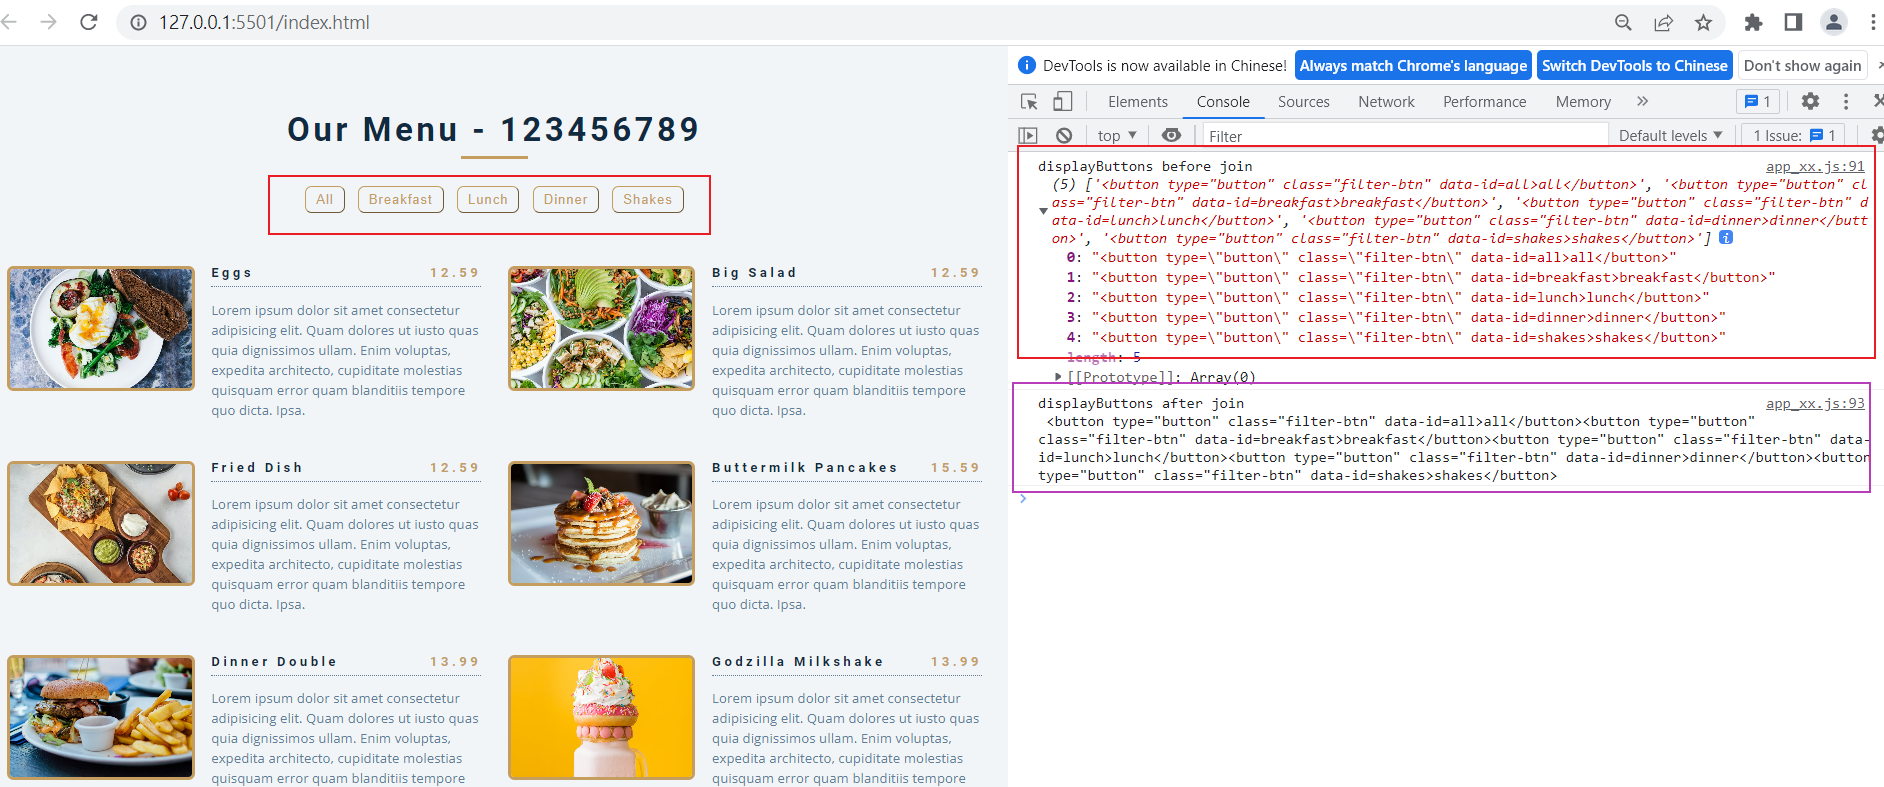 127.0.0.1:5501/index.html
Our Menu - 123456789
All Breakfast Lunch Dinner Shakes
Eggs 12.59
Lorem ipsum dolor sit amet consectetur
adipisicing elit. Quam dolores ut iusto quas
quia dignissimos ullam. Enim voluptas,
expedita architecto, cupiditate molestias
quisquam error quam blanditiis tempore
quo dicta. Ipsa.
Big Salad 12.59
Lorem ipsum dolor sit amet consectetur
adipisicing elit. Quam dolores ut iusto quas
quia dignissimos ullam. Enim voluptas,
expedita architecto, cupiditate molestias
quisquam error quam blanditiis tempore
quo dicta. Ipsa.
Fried Dish 12.59
Lorem ipsum dolor sit amet consectetur
adipisicing elit. Quam dolores ut iusto quas
quia dignissimos ullam. Enim voluptas,
expedita architecto, cupiditate molestias
quisquam error quam blanditiis tempore
quo dicta. Ipsa.
Buttermilk Pancakes 15.59
Lorem ipsum dolor sit amet consectetur
adipisicing elit. Quam dolores ut iusto quas
quia dignissimos ullam. Enim voluptas,
expedita architecto, cupiditate molestias
quisquam error quam blanditiis tempore
quo dicta. Ipsa.
Dinner Double 13.99
Lorem ipsum dolor sit amet consectetur
adipisicing elit. Quam dolores ut iusto quas
quia dignissimos ullam. Enim voluptas,
expedita architecto, cupiditate molestias
quisquam error quam blanditiis tempore
Godzilla Milkshake 13.99
Lorem ipsum dolor sit amet consectetur
adipisicing elit. Quam dolores ut iusto quas
quia dignissimos ullam. Enim voluptas,
expedita architecto, cupiditate molestias
quisquam error quam blanditiis tempore
DevTools is now available in Chinese! Always match Chrome's language Switch DevTools to Chinese Don't show again
Elements Console Sources Network Performance Memory 1
top Filter Default levels 1 Issue: 1
displayButtons before join app_xx.js:91
(5) ['<button type="button" class="filter-btn" data-id=all>all</button>', '<button type="button" cl
ass="filter-btn" data-id=breakfast>breakfast</button>', '<button type="button" class="filter-btn" d
ata-id=lunch>lunch</button>', '<button type="button" class="filter-btn" data-id=dinner>dinner</butt
on>', '<button type="button" class="filter-btn" data-id=shakes>shakes</button>']
0: "<button type=\"button\" class=\"filter-btn\" data-id=all>all</button>"
1: "<button type=\"button\" class=\"filter-btn\" data-id=breakfast>breakfast</button>"
2: "<button type=\"button\" class=\"filter-btn\" data-id=lunch>lunch</button>"
3: "<button type=\"button\" class=\"filter-btn\" data-id=dinner>dinner</button>"
4: "<button type=\"button\" class=\"filter-btn\" data-id=shakes>shakes</button>"
length: 5
[[Prototype]]: Array(0)
displayButtons after join app_xx.js:93
<button type="button" class="filter-btn" data-id=all>all</button><button type="button"
class="filter-btn" data-id=breakfast>breakfast</button><button type="button" class="filter-btn" data-
id=lunch>lunch</button><button type="button" class="filter-btn" data-id=dinner>dinner</button><button
type="button" class="filter-btn" data-id=shakes>shakes</button>